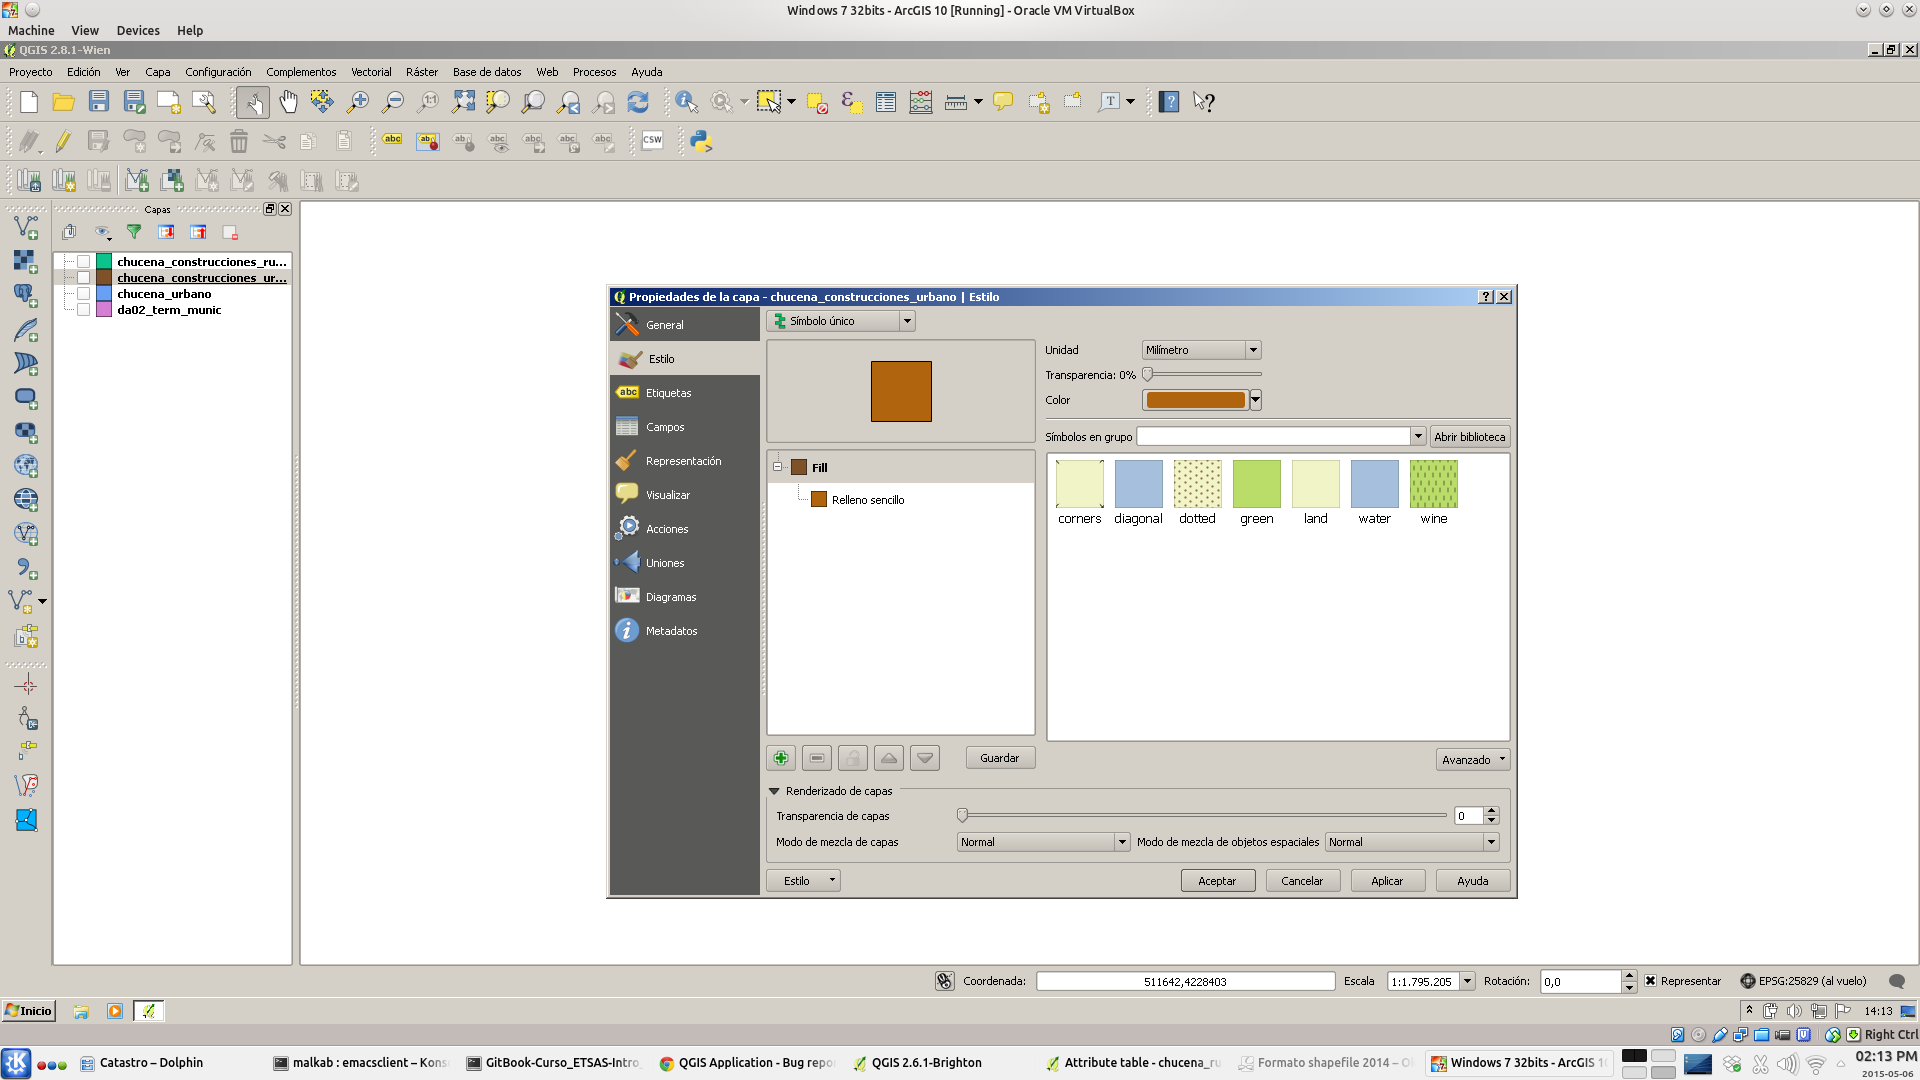 Windows 7 32bits - ArcGIS 10 [Running] - Oracle VM VirtualBox
Machine View Devices Help
QGIS 2.8.1-Wien
Proyecto Edición Ver Capa Configuración Complementos Vectorial Ráster Base de datos Web Procesos Ayuda
abc abc CSW
Capas
chucena_construcciones_ru...
chucena_construcciones_ur...
chucena_urbano
da02_term_munic
Propiedades de la capa - chucena_construcciones_urbano | Estilo
General
Estilo
Etiquetas
Campos
Representación
Visualizar
Acciones
Uniones
Diagramas
Metadatos
Símbolo único
Unidad Milímetro
Transparencia: 0%
Color
Símbolos en grupo Abrir biblioteca
Fill
Relleno sencillo
corners diagonal dotted green land water wine
Guardar
Avanzado
Renderizado de capas
Transparencia de capas 0
Modo de mezcla de capas Normal Modo de mezcla de objetos espaciales Normal
Estilo Aceptar Cancelar Aplicar Ayuda
Coordenada: 511642,4228403 Escala 1:1.795.205 Rotación: 0,0 Representar EPSG:25829 (al vuelo)
Inicio 14:13
Right Ctrl
Catastro – Dolphin malkab : emacsclient – Kons GitBook-Curso_ETSAS-Intro_ QGIS Application - Bug repor QGIS 2.6.1-Brighton Attribute table - chucena_ru Formato shapefile 2014 – O Windows 7 32bits - ArcGIS 10 02:13 PM
2015-05-06